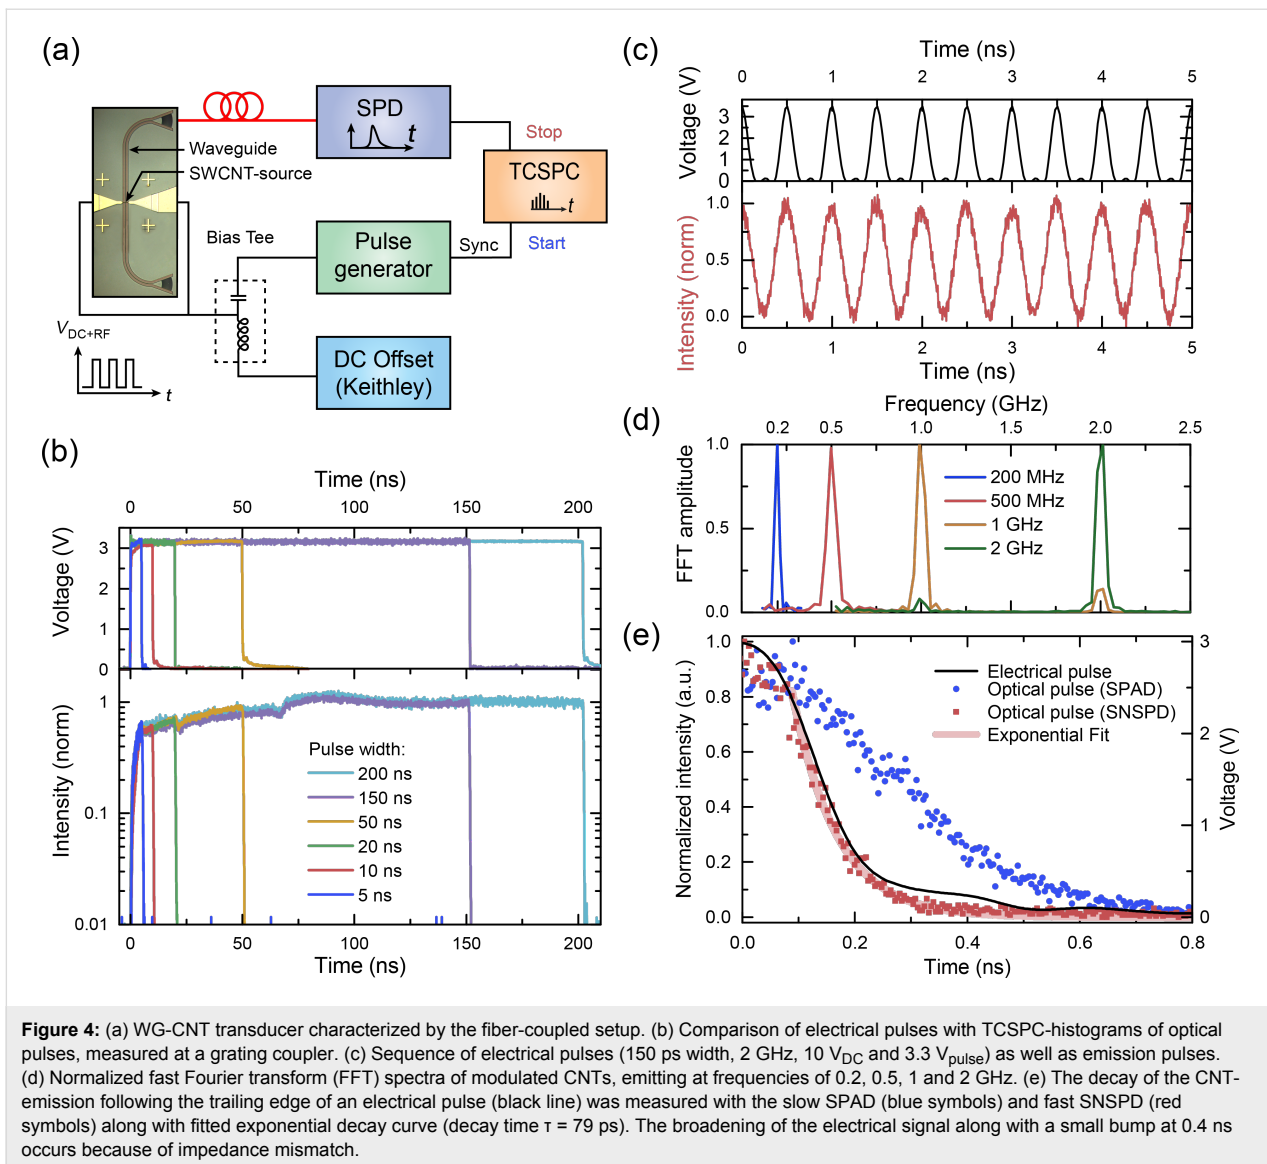 (a)
SPD
t
Stop
Waveguide
SWCNT-source
TCSPC
t
Bias Tee
Pulse
generator
Sync
Start
V_DC+RF
t
DC Offset
(Keithley)
(b)
Time (ns)
0 50 100 150 200
Voltage (V)
3
2
1
0
Intensity (norm)
1
0.1
0.01
Pulse width:
200 ns
150 ns
50 ns
20 ns
10 ns
5 ns
0 50 100 150 200
Time (ns)
(c)
Time (ns)
0 1 2 3 4 5
Voltage (V)
3
2
1
0
Intensity (norm)
1.0
0.5
0.0
0 1 2 3 4 5
Time (ns)
(d)
Frequency (GHz)
0.2 0.5 1.0 1.5 2.0 2.5
FFT amplitude
1.0
0.5
0.0
200 MHz
500 MHz
1 GHz
2 GHz
(e)
Normalized intensity (a.u.)
1.0
0.8
0.6
0.4
0.2
0.0
Electrical pulse
Optical pulse (SPAD)
Optical pulse (SNSPD)
Exponential Fit
3
2
1
0
Voltage (V)
0.0 0.2 0.4 0.6 0.8
Time (ns)
Figure 4: (a) WG-CNT transducer characterized by the fiber-coupled setup. (b) Comparison of electrical pulses with TCSPC-histograms of optical
pulses, measured at a grating coupler. (c) Sequence of electrical pulses (150 ps width, 2 GHz, 10 V_DC and 3.3 V_pulse) as well as emission pulses.
(d) Normalized fast Fourier transform (FFT) spectra of modulated CNTs, emitting at frequencies of 0.2, 0.5, 1 and 2 GHz. (e) The decay of the CNT-
emission following the trailing edge of an electrical pulse (black line) was measured with the slow SPAD (blue symbols) and fast SNSPD (red
symbols) along with fitted exponential decay curve (decay time τ = 79 ps). The broadening of the electrical signal along with a small bump at 0.4 ns
occurs because of impedance mismatch.